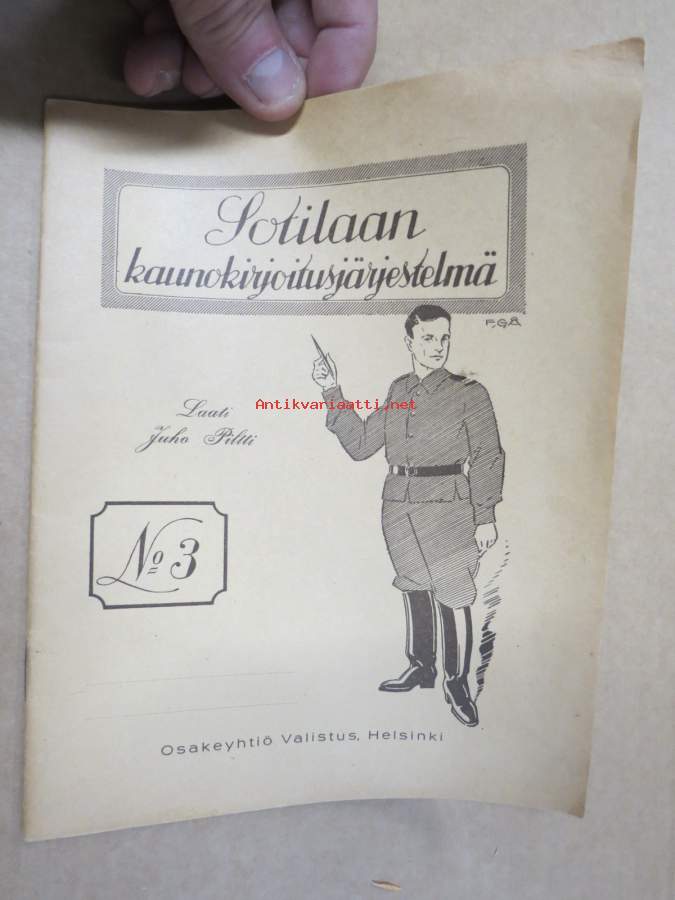 Sotilaan
kaunokirjoitusjärjestelmä
F.G.Å
Antikvariaatti.net
Laati
Juho Piltti
No 3
Osakeyhtiö Valistus, Helsinki